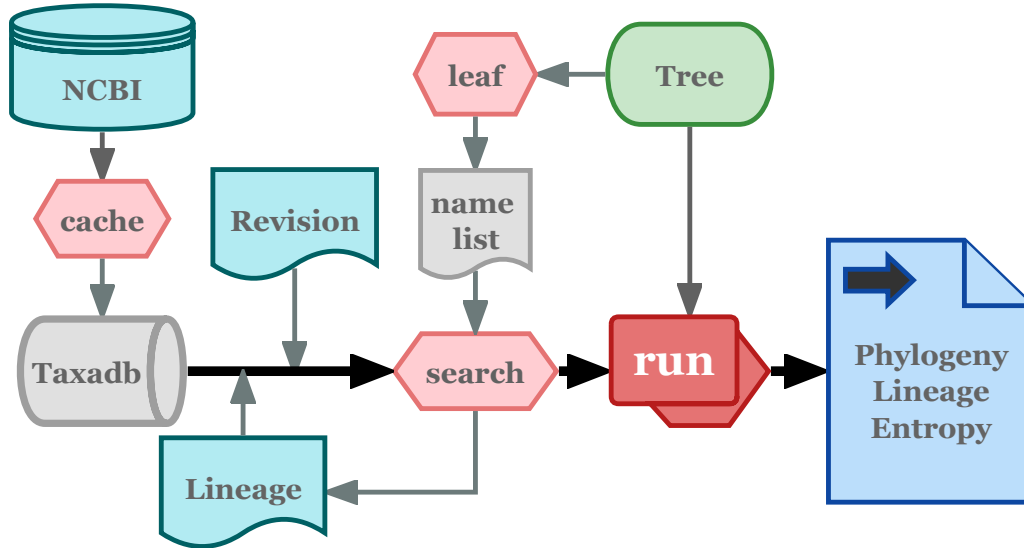 NCBI
leaf
Tree
cache
Revision
name
list
Taxadb
search
run
Phylogeny
Lineage
Entropy
Lineage